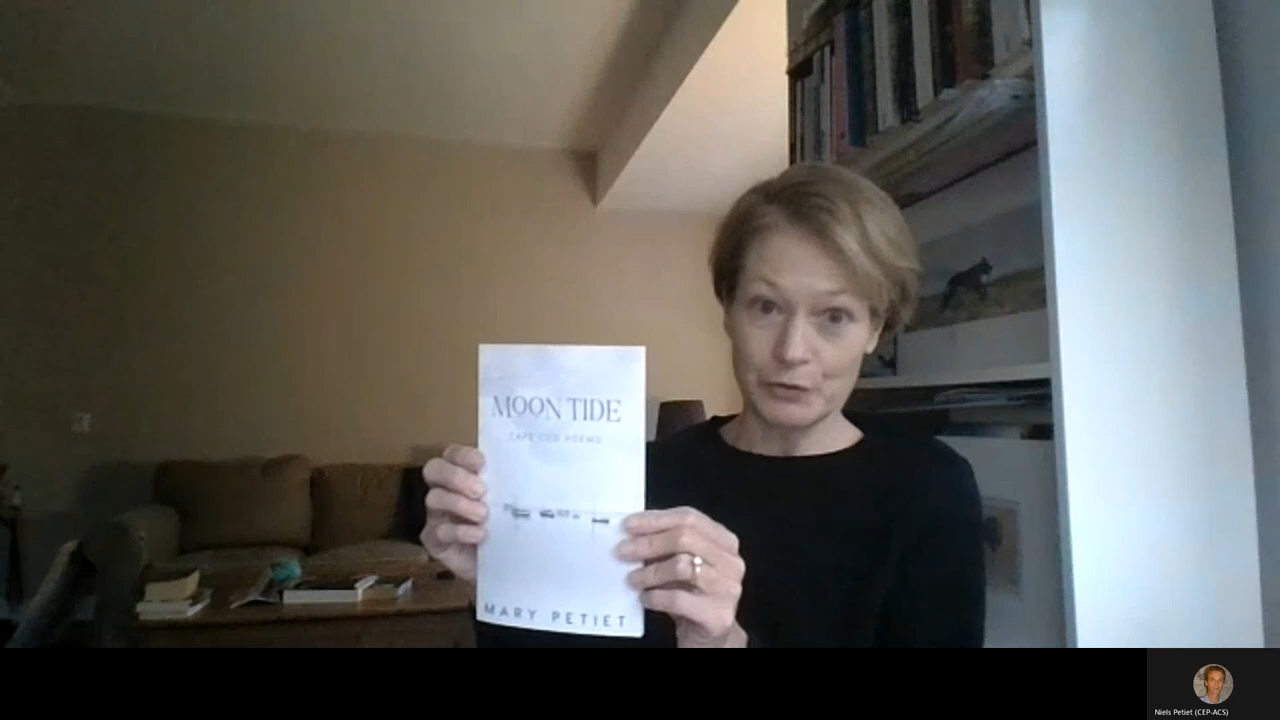 MOON TIDE
CAPE COD POEMS
MARY PETIET
Niels Petiet (CEP-ACS)